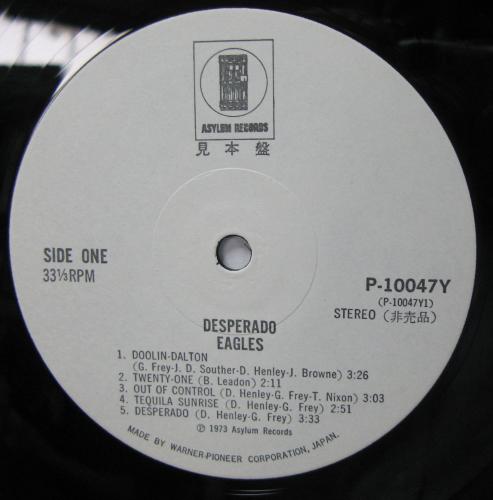 ASYLUM RECORDS
見本盤
SIDE ONE
33⅓RPM
P-10047Y
(P-10047Y1)
STEREO (非売品)
DESPERADO
EAGLES
1. DOOLIN-DALTON
(G. Frey-J. D. Souther-D. Henley-J. Browne) 3:26
2. TWENTY-ONE (B. Leadon) 2:11
3. OUT OF CONTROL (D. Henley-G. Frey-T. Nixon) 3:03
4. TEQUILA SUNRISE (D. Henley-G. Frey) 2:51
5. DESPERADO (D. Henley-G. Frey) 3:33
℗ 1973 Asylum Records
MADE BY WARNER-PIONEER CORPORATION, JAPAN.